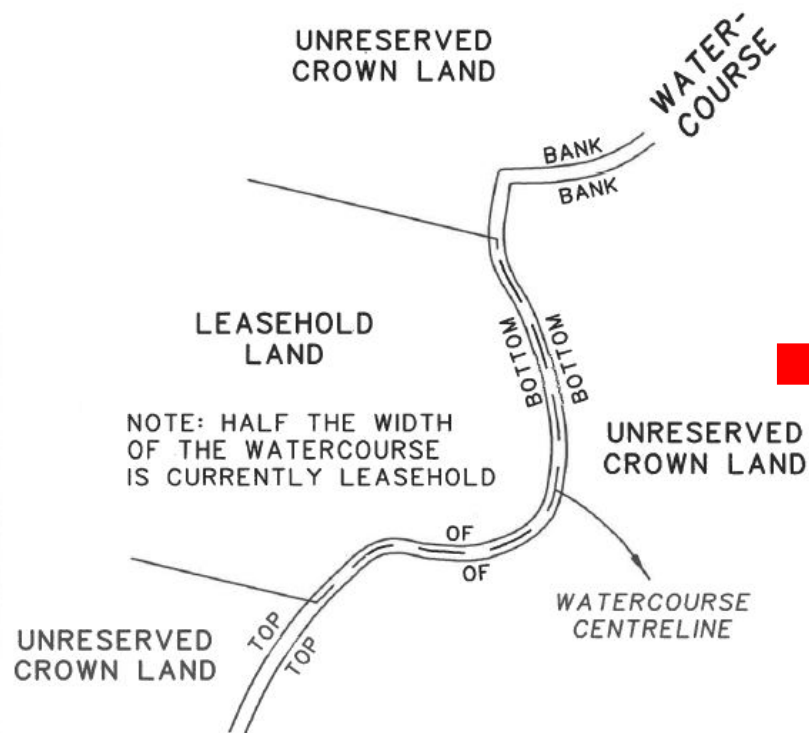 UNRESERVED
CROWN LAND
WATER-
COURSE
BANK
BANK
LEASEHOLD
LAND
BOTTOM
BOTTOM
NOTE: HALF THE WIDTH
OF THE WATERCOURSE
IS CURRENTLY LEASEHOLD
UNRESERVED
CROWN LAND
OF
OF
WATERCOURSE
CENTRELINE
TOP
TOP
UNRESERVED
CROWN LAND